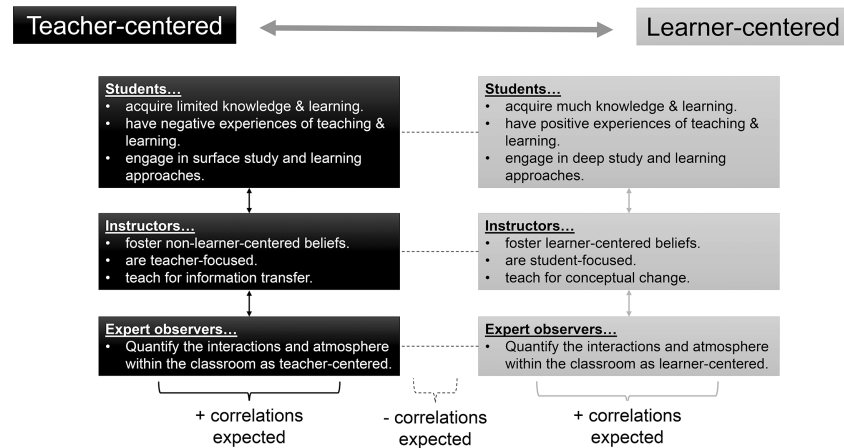 Teacher-centered
Learner-centered
Students…
• acquire limited knowledge & learning.
• have negative experiences of teaching &
learning.
• engage in surface study and learning
approaches.
Students…
• acquire much knowledge & learning.
• have positive experiences of teaching &
learning.
• engage in deep study and learning
approaches.
Instructors…
• foster non-learner-centered beliefs.
• are teacher-focused.
• teach for information transfer.
Instructors…
• foster learner-centered beliefs.
• are student-focused.
• teach for conceptual change.
Expert observers…
• Quantify the interactions and atmosphere
within the classroom as teacher-centered.
Expert observers…
• Quantify the interactions and atmosphere
within the classroom as learner-centered.
+ correlations
expected
- correlations
expected
+ correlations
expected